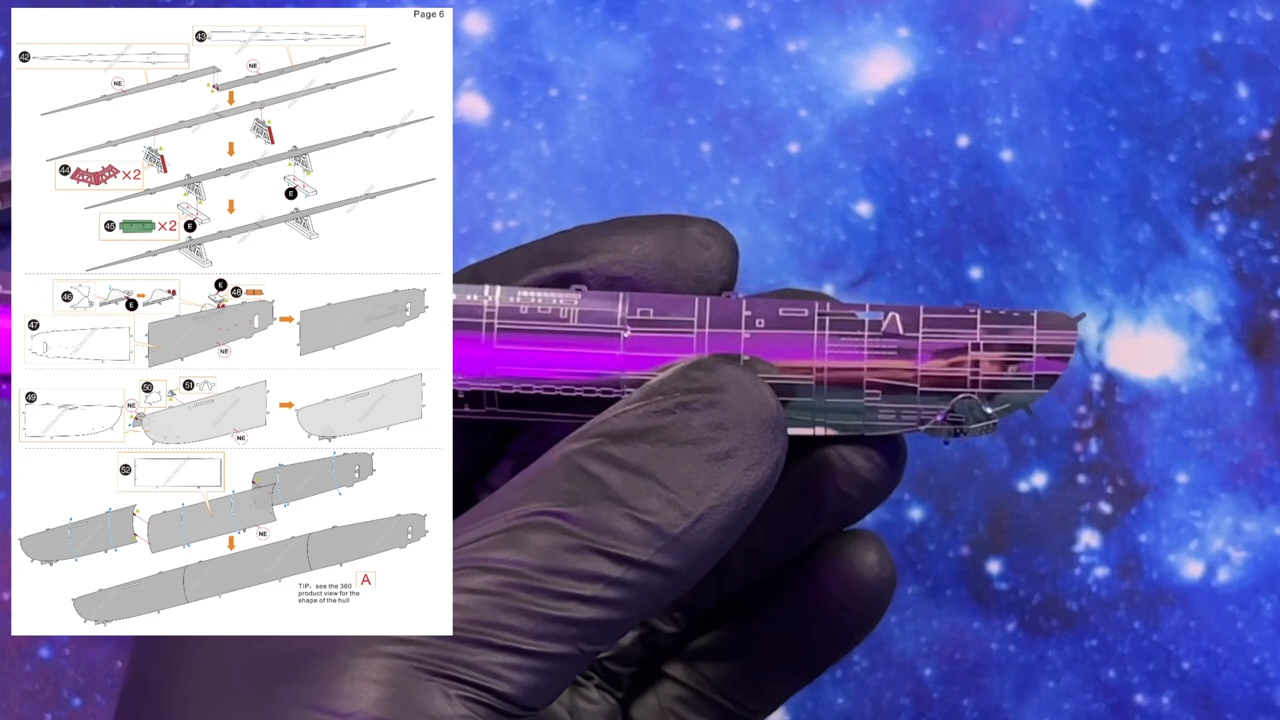 Page 6
43
42
NE
NE
44
×2
E
45
×2
E
E
46
E
48
47
NE
50
51
49
NE
NE
52
NE
TIP: see the 360
product view for the
shape of the hull
A